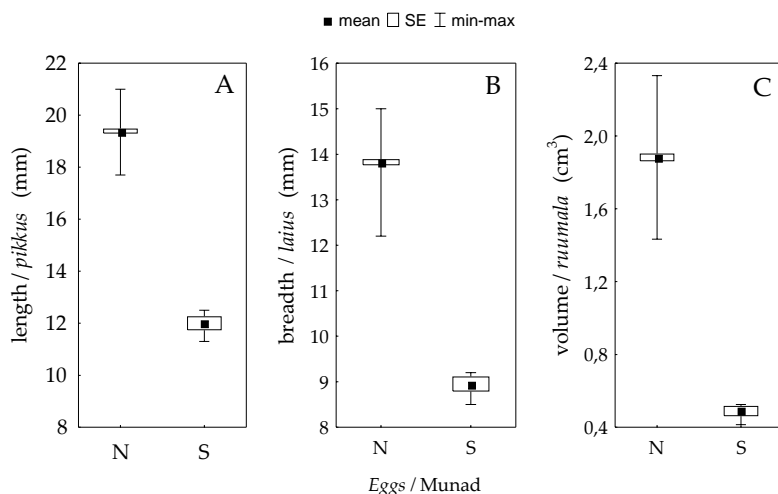 mean SE min-max
A
length / pikkus (mm)
22
20
18
16
14
12
10
8
N S
B
breadth / laius (mm)
16
15
14
13
12
11
10
9
8
N S
C
volume / ruumala (cm³)
2,4
2,0
1,6
1,2
0,8
0,4
N S
Eggs / Munad